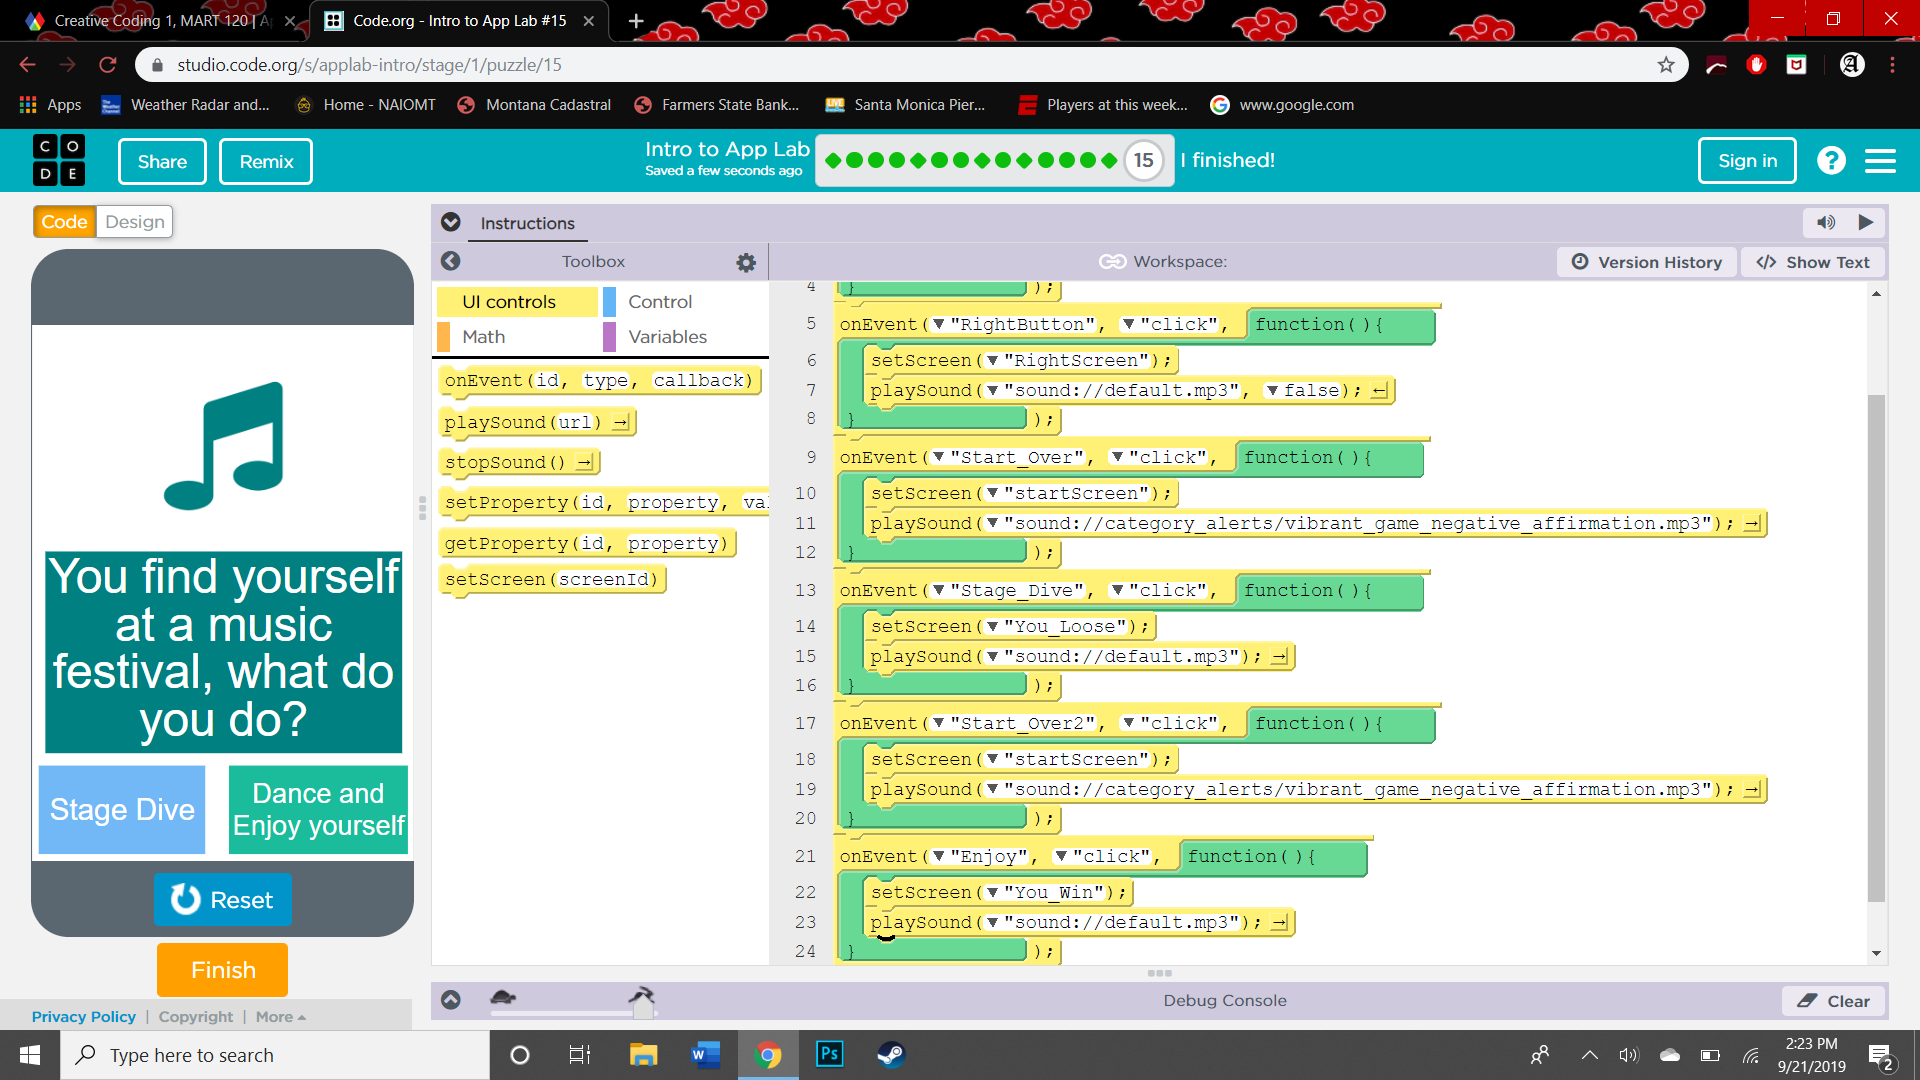 Creative Coding 1, MART 120 | A
Code.org - Intro to App Lab #15
studio.code.org/s/applab-intro/stage/1/puzzle/15
Apps
Weather Radar and...
Home - NAIOMT
Montana Cadastral
Farmers State Bank...
Santa Monica Pier...
Players at this week...
www.google.com
C O
D E
Share
Remix
Intro to App Lab
Saved a few seconds ago
15
I finished!
Sign in
?
Code
Design
Instructions
Toolbox
Workspace:
Version History
</> Show Text
UI controls
Control
Math
Variables
onEvent(id, type, callback)
playSound(url) →
stopSound() →
setProperty(id, property, val
getProperty(id, property)
setScreen(screenId)
4 } );
5 onEvent(▼"RightButton", ▼"click", function(){
6 setScreen(▼"RightScreen");
7 playSound(▼"sound://default.mp3", ▼false); ←
8 } );
9 onEvent(▼"Start_Over", ▼"click", function(){
10 setScreen(▼"startScreen");
11 playSound(▼"sound://category_alerts/vibrant_game_negative_affirmation.mp3"); →
12 } );
13 onEvent(▼"Stage_Dive", ▼"click", function(){
14 setScreen(▼"You_Loose");
15 playSound(▼"sound://default.mp3"); →
16 } );
17 onEvent(▼"Start_Over2", ▼"click", function(){
18 setScreen(▼"startScreen");
19 playSound(▼"sound://category_alerts/vibrant_game_negative_affirmation.mp3"); →
20 } );
21 onEvent(▼"Enjoy", ▼"click", function(){
22 setScreen(▼"You_Win");
23 playSound(▼"sound://default.mp3"); →
24 } );
You find yourself
at a music
festival, what do
you do?
Stage Dive
Dance and
Enjoy yourself
Reset
Finish
Privacy Policy | Copyright | More
Debug Console
Clear
Type here to search
Ps
2:23 PM
9/21/2019
2